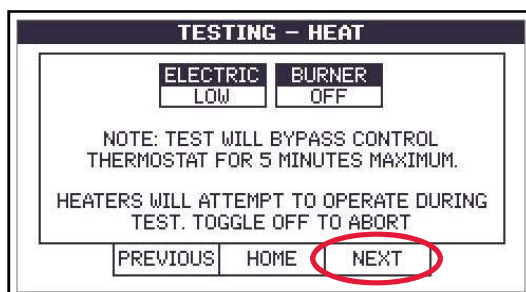 TESTING – HEAT
ELECTRIC BURNER
LOW OFF
NOTE: TEST WILL BYPASS CONTROL
THERMOSTAT FOR 5 MINUTES MAXIMUM.
HEATERS WILL ATTEMPT TO OPERATE DURING
TEST. TOGGLE OFF TO ABORT
PREVIOUS HOME NEXT